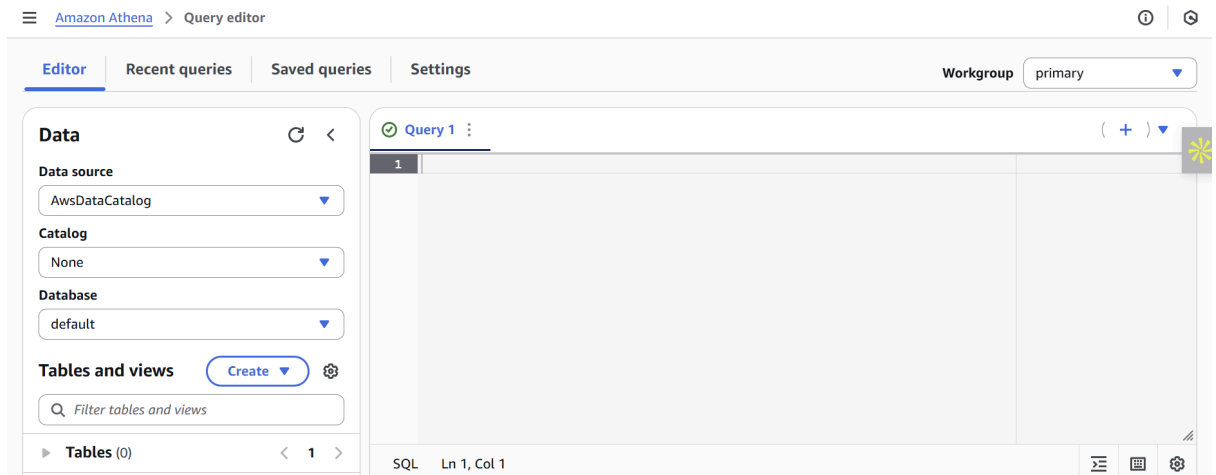 Amazon Athena > Query editor
Editor Recent queries Saved queries Settings
Workgroup primary
Data
Data source
AwsDataCatalog
Catalog
None
Database
default
Tables and views Create
Filter tables and views
Tables (0) < 1 >
Query 1
1
SQL Ln 1, Col 1